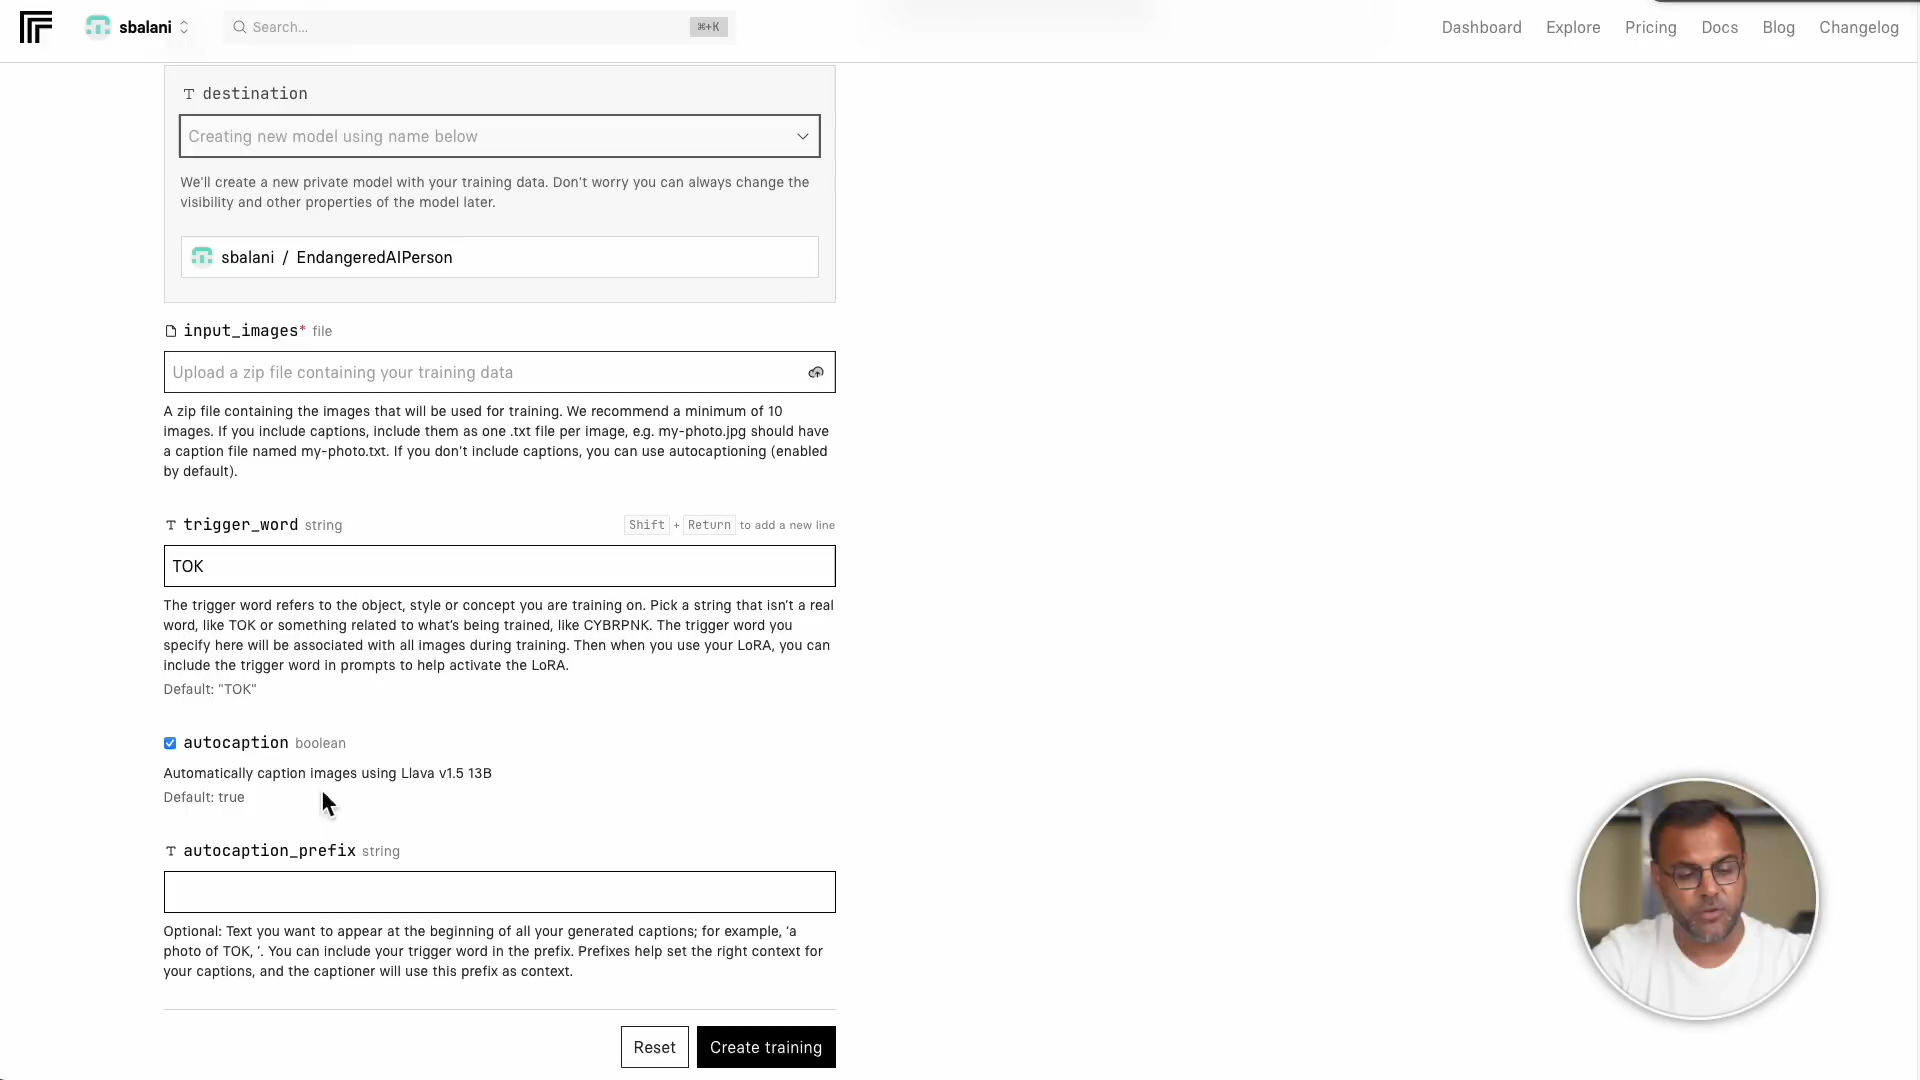 sbalani
Search...
⌘+K
Dashboard
Explore
Pricing
Docs
Blog
Changelog
destination
Creating new model using name below
We'll create a new private model with your training data. Don't worry you can always change the
visibility and other properties of the model later.
sbalani / EndangeredAIPerson
input_images* file
Upload a zip file containing your training data
A zip file containing the images that will be used for training. We recommend a minimum of 10
images. If you include captions, include them as one .txt file per image, e.g. my-photo.jpg should have
a caption file named my-photo.txt. If you don't include captions, you can use autocaptioning (enabled
by default).
trigger_word string
Shift + Return to add a new line
TOK
The trigger word refers to the object, style or concept you are training on. Pick a string that isn’t a real
word, like TOK or something related to what’s being trained, like CYBRPNK. The trigger word you
specify here will be associated with all images during training. Then when you use your LoRA, you can
include the trigger word in prompts to help activate the LoRA.
Default: "TOK"
autocaption boolean
Automatically caption images using Llava v1.5 13B
Default: true
autocaption_prefix string
Optional: Text you want to appear at the beginning of all your generated captions; for example, ‘a
photo of TOK, ’. You can include your trigger word in the prefix. Prefixes help set the right context for
your captions, and the captioner will use this prefix as context.
Reset
Create training